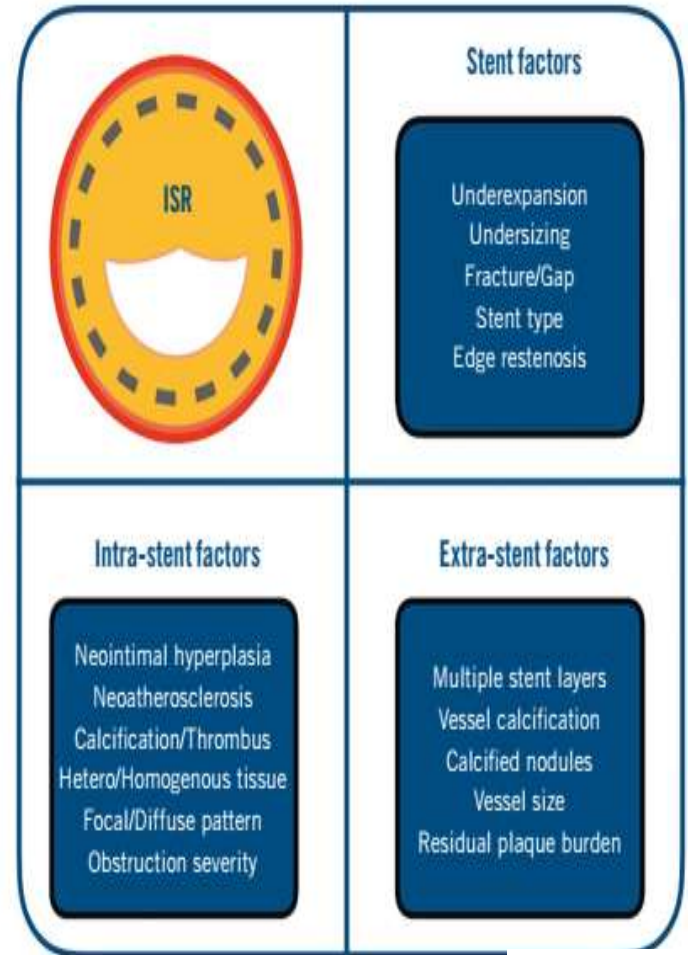 ISR
Stent factors
Underexpansion
Undersizing
Fracture/Gap
Stent type
Edge restenosis
Intra-stent factors
Neointimal hyperplasia
Neoatherosclerosis
Calcification/Thrombus
Hetero/Homogenous tissue
Focal/Diffuse pattern
Obstruction severity
Extra-stent factors
Multiple stent layers
Vessel calcification
Calcified nodules
Vessel size
Residual plaque burden